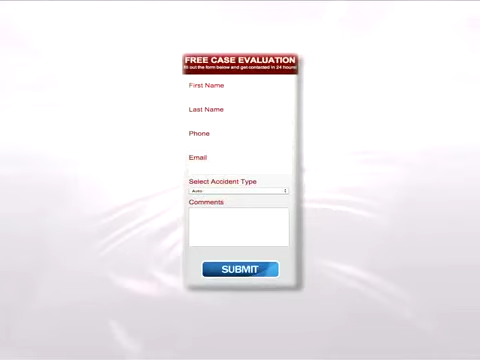 FREE CASE EVALUATION
fill out the form below and get contacted in 24 hours!
First Name
Last Name
Phone
Email
Select Accident Type
Auto
Comments
SUBMIT